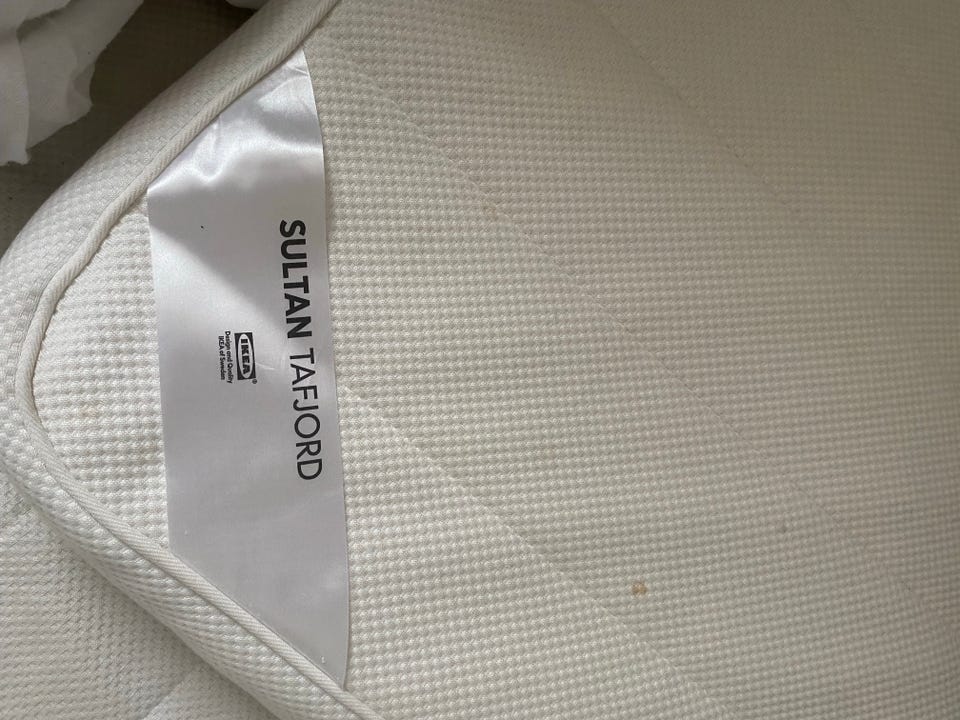 SULTAN TAFJORD
IKEA®
Design and Quality
IKEA of Sweden